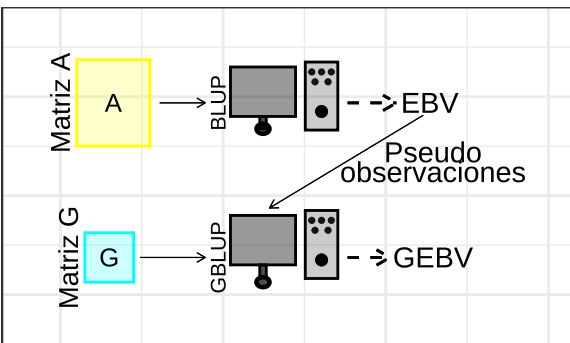 Matriz A
A
BLUP
EBV
Pseudo
observaciones
Matriz G
G
GBLUP
GEBV